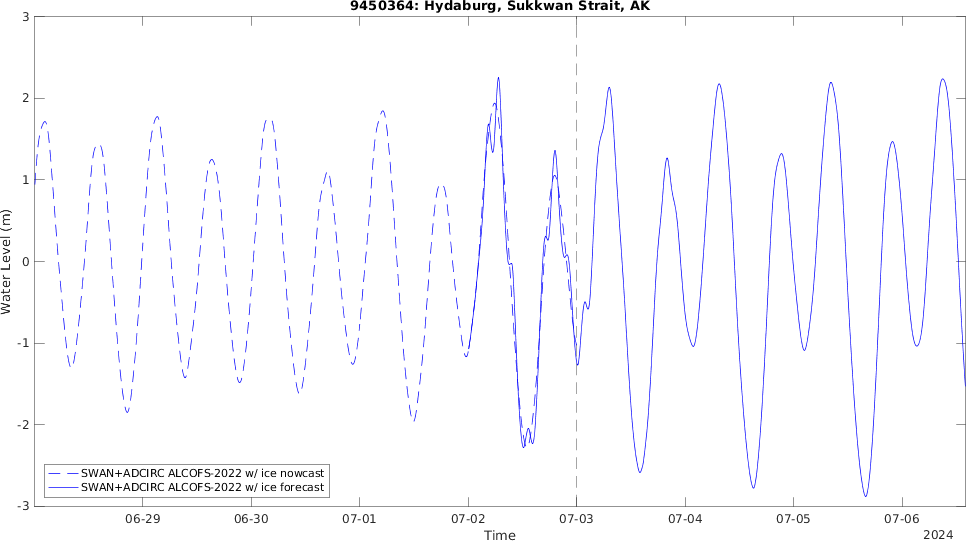 9450364: Hydaburg, Sukkwan Strait, AK
Water Level (m)
3
2
1
0
-1
-2
-3
SWAN+ADCIRC ALCOFS-2022 w/ ice nowcast
SWAN+ADCIRC ALCOFS-2022 w/ ice forecast
06-29 06-30 07-01 07-02 07-03 07-04 07-05 07-06
Time
2024